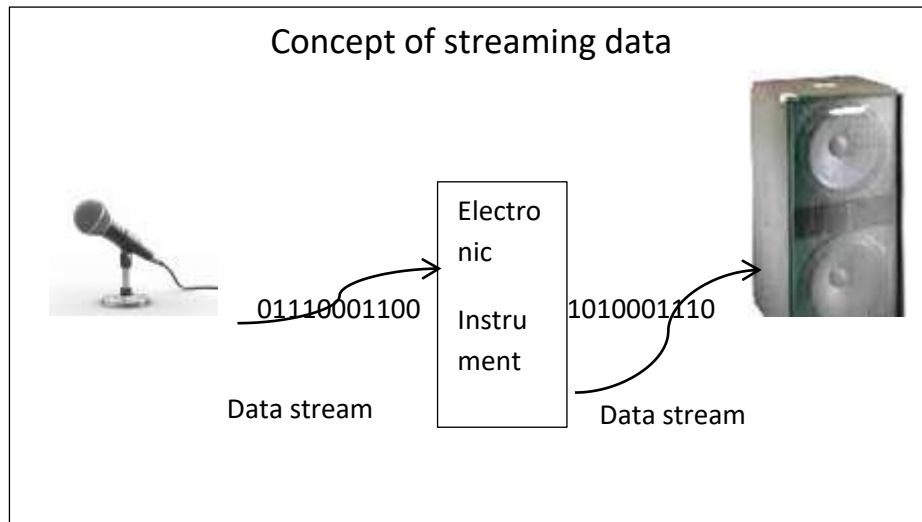 Concept of streaming data
Electro
nic
Instru
ment
01110001100
1010001110
Data stream
Data stream